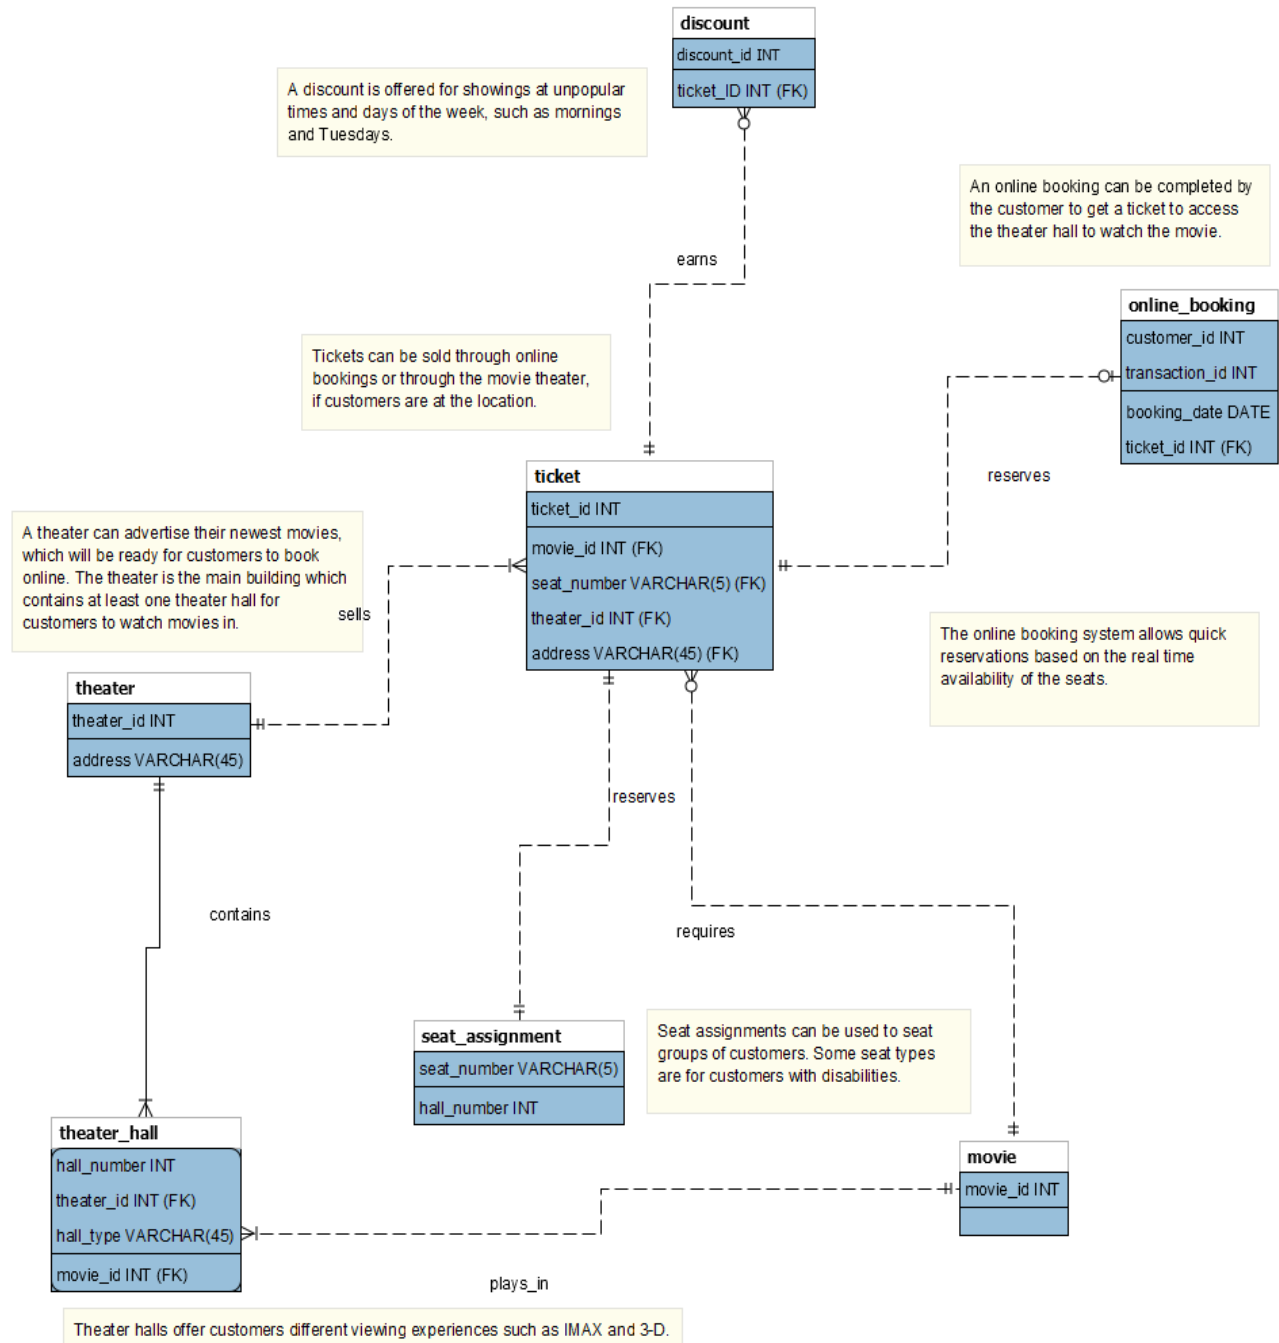 discount
discount_id INT
ticket_ID INT (FK)
A discount is offered for showings at unpopular
times and days of the week, such as mornings
and Tuesdays.
An online booking can be completed by
the customer to get a ticket to access
the theater hall to watch the movie.
earns
online_booking
customer_id INT
transaction_id INT
booking_date DATE
ticket_id INT (FK)
Tickets can be sold through online
bookings or through the movie theater,
if customers are at the location.
reserves
ticket
ticket_id INT
movie_id INT (FK)
seat_number VARCHAR(5) (FK)
theater_id INT (FK)
address VARCHAR(45) (FK)
A theater can advertise their newest movies,
which will be ready for customers to book
online. The theater is the main building which
contains at least one theater hall for
customers to watch movies in.
sells
The online booking system allows quick
reservations based on the real time
availability of the seats.
theater
theater_id INT
address VARCHAR(45)
reserves
contains
requires
seat_assignment
seat_number VARCHAR(5)
hall_number INT
Seat assignments can be used to seat
groups of customers. Some seat types
are for customers with disabilities.
theater_hall
hall_number INT
theater_id INT (FK)
hall_type VARCHAR(45)
movie_id INT (FK)
movie
movie_id INT
plays_in
Theater halls offer customers different viewing experiences such as IMAX and 3-D.